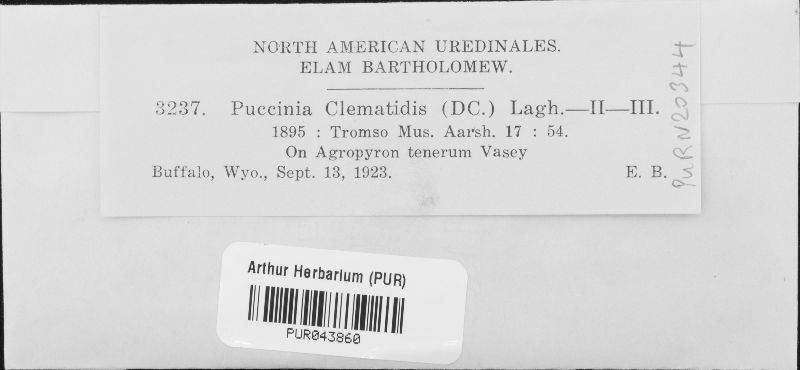 NORTH AMERICAN UREDINALES.
ELAM BARTHOLOMEW.
3237. Puccinia Clematidis (DC.) Lagh.—II—III.
1895 : Tromso Mus. Aarsh. 17 : 54.
On Agropyron tenerum Vasey
Buffalo, Wyo., Sept. 13, 1923. E. B.
PURN20344
Arthur Herbarium (PUR)
PUR043860